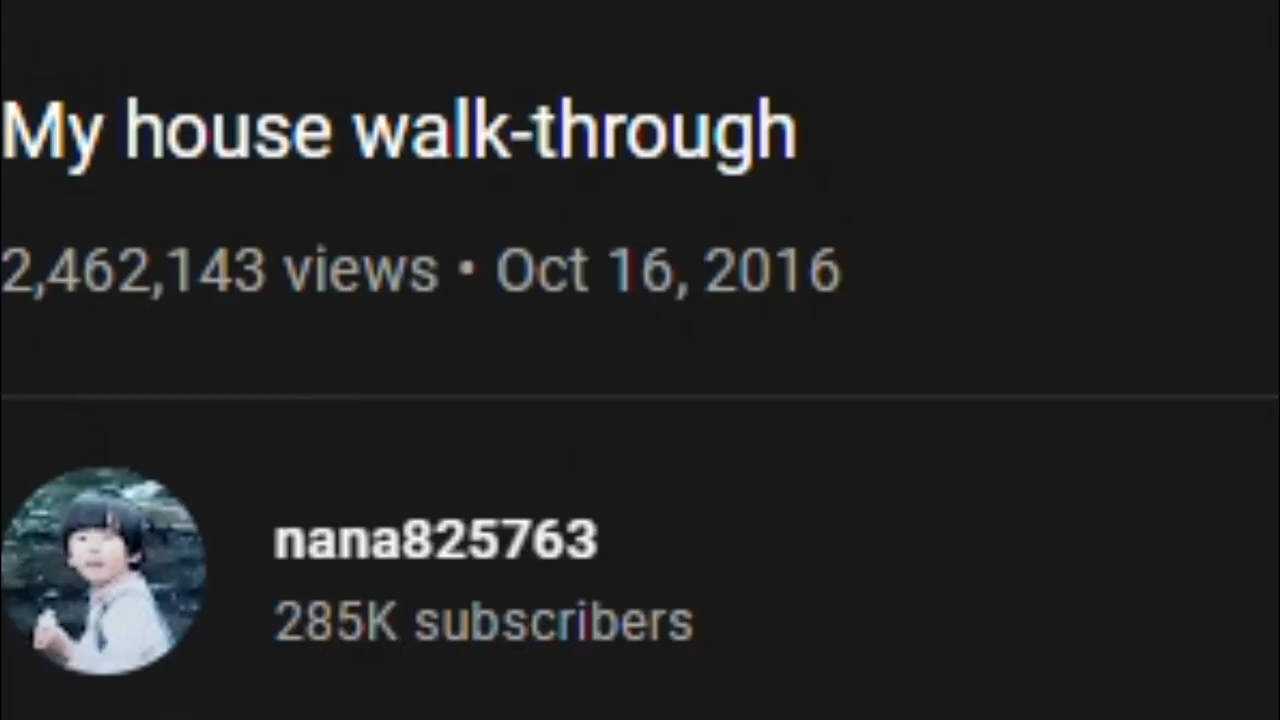 My house walk-through
2,462,143 views • Oct 16, 2016
nana825763
285K subscribers